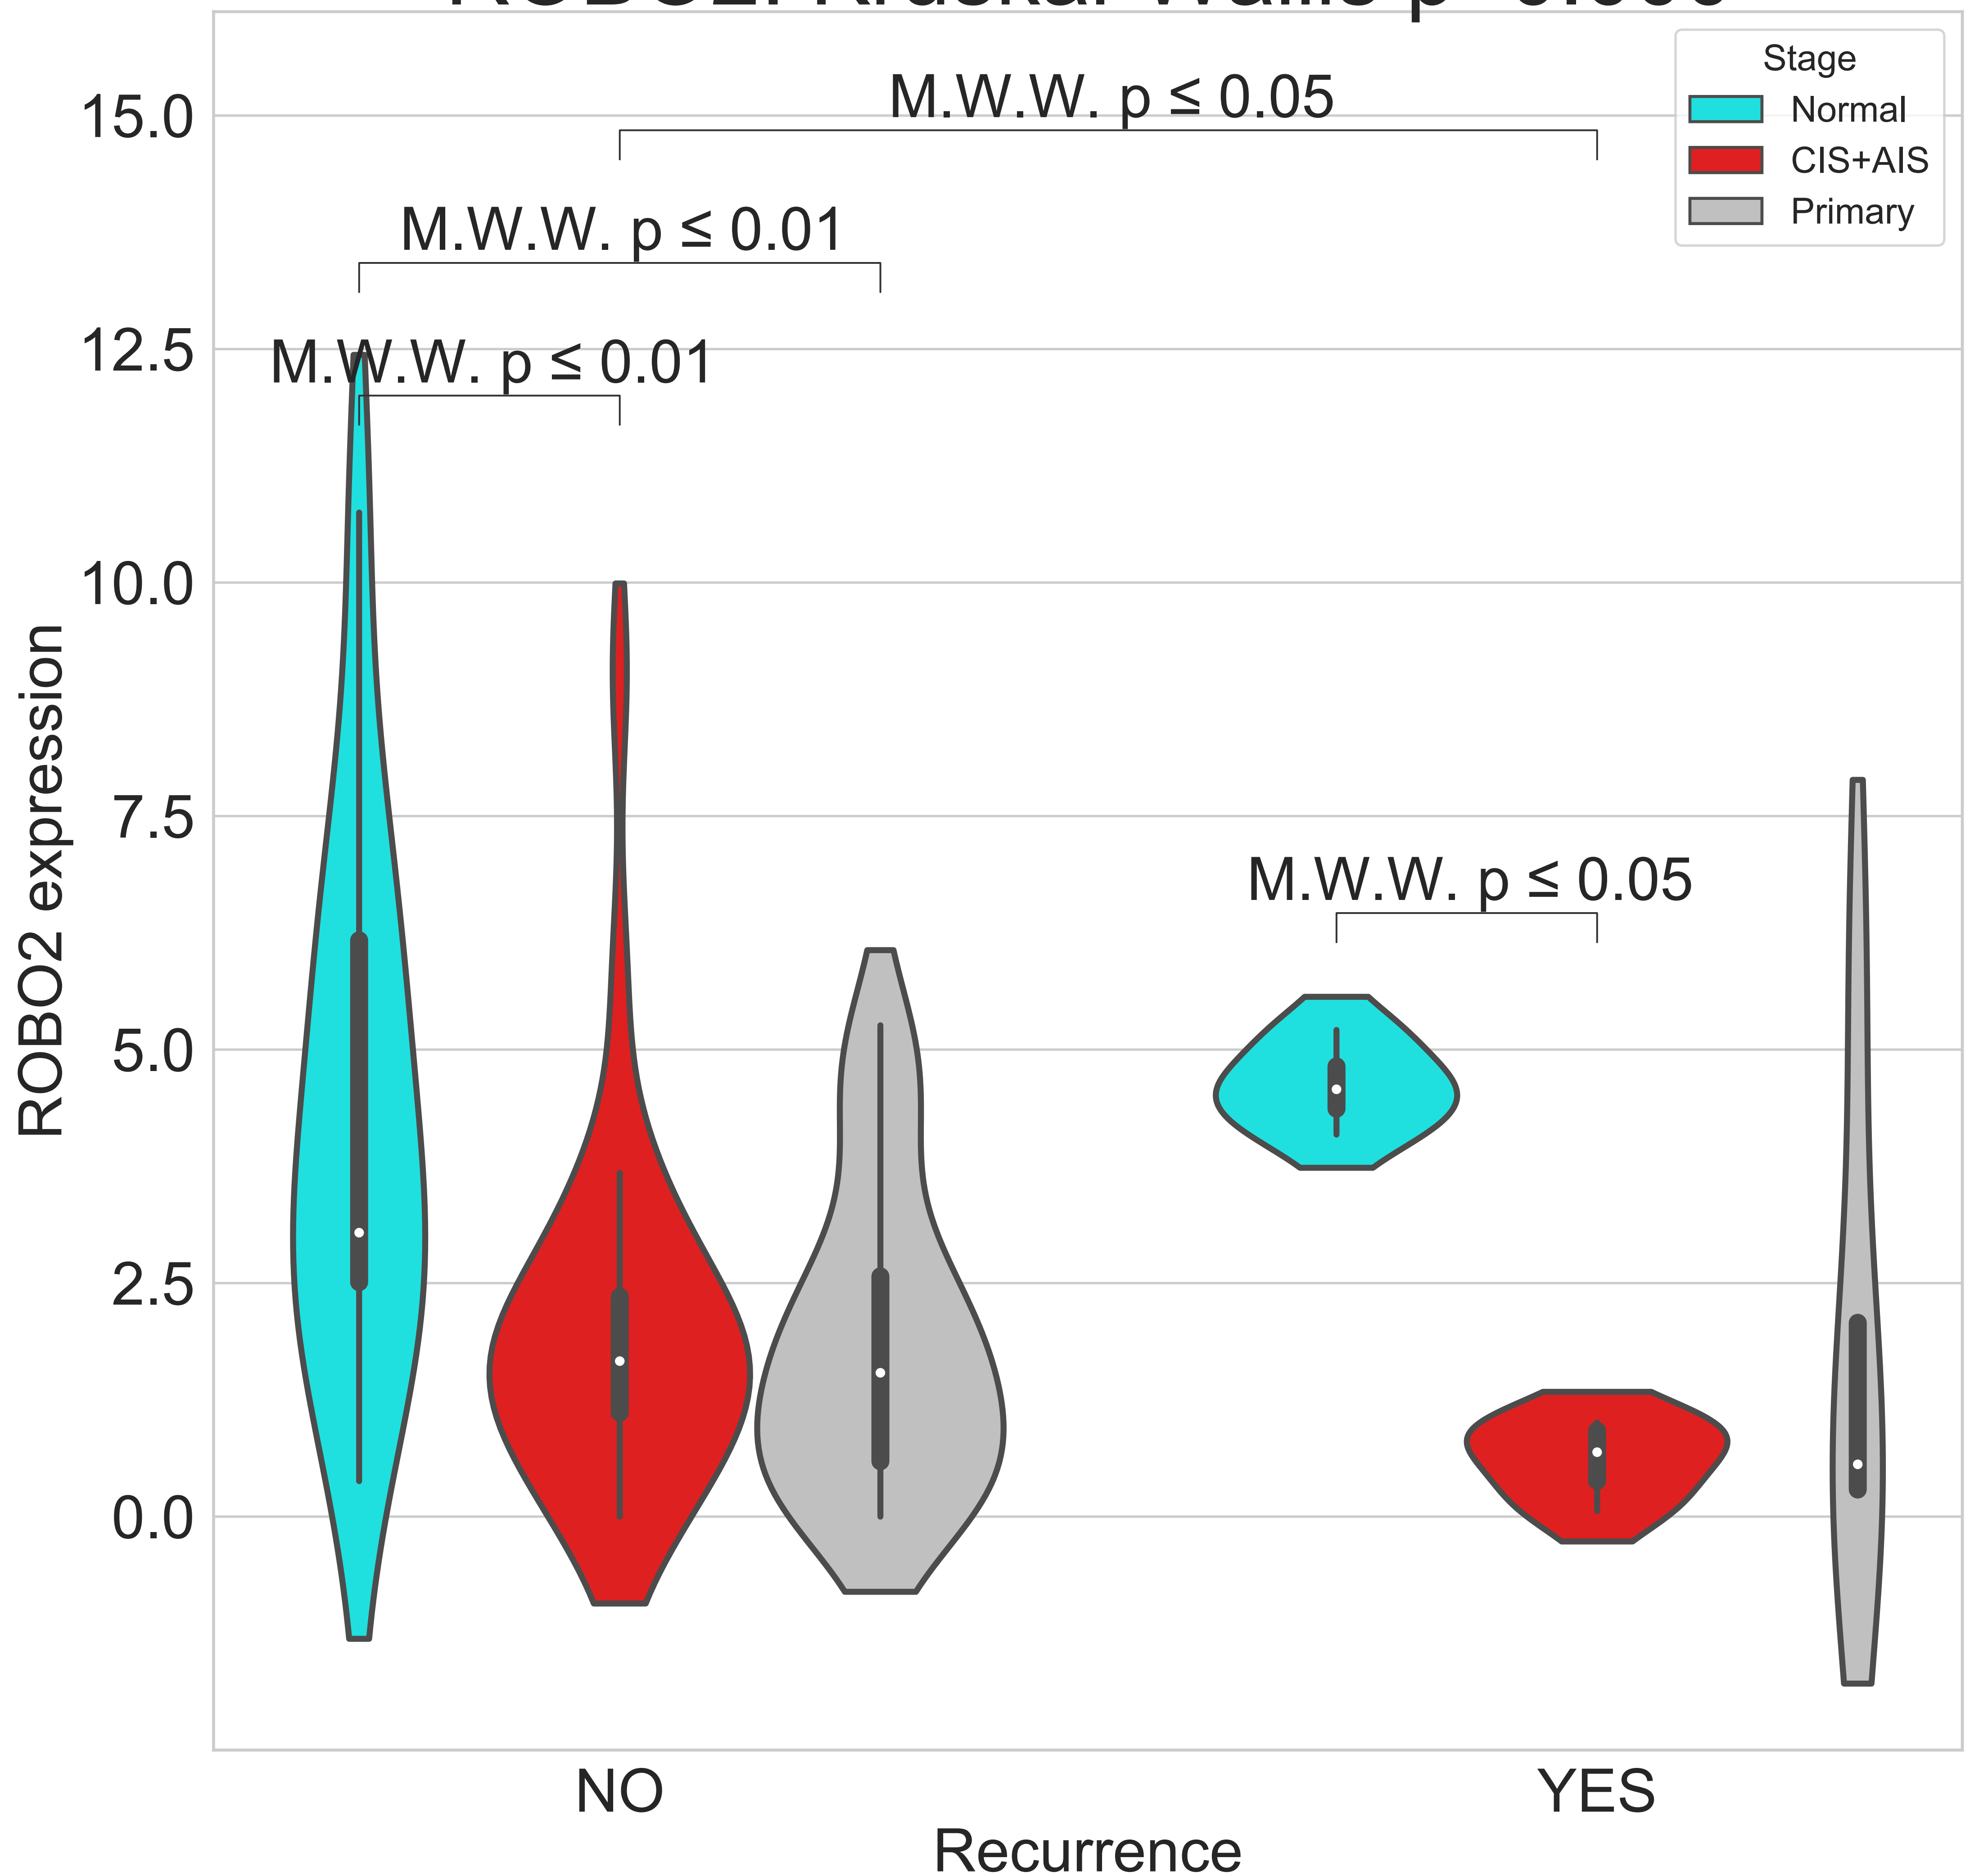 Stage
Normal
CIS+AIS
Primary
M.W.W. p ≤ 0.05
M.W.W. p ≤ 0.01
M.W.W. p ≤ 0.01
M.W.W. p ≤ 0.05
15.0
12.5
10.0
7.5
5.0
2.5
0.0
ROBO2 expression
NO
YES
Recurrence